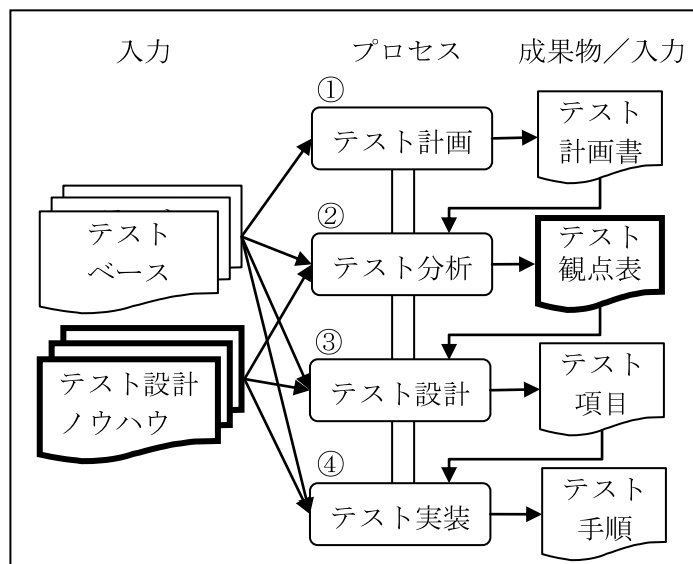 入力
プロセス
成果物／入力
①
テスト計画
テスト
計画書
②
テスト分析
テスト
観点表
テスト
ベース
③
テスト設計
テスト
項目
テスト設計
ノウハウ
④
テスト実装
テスト
手順